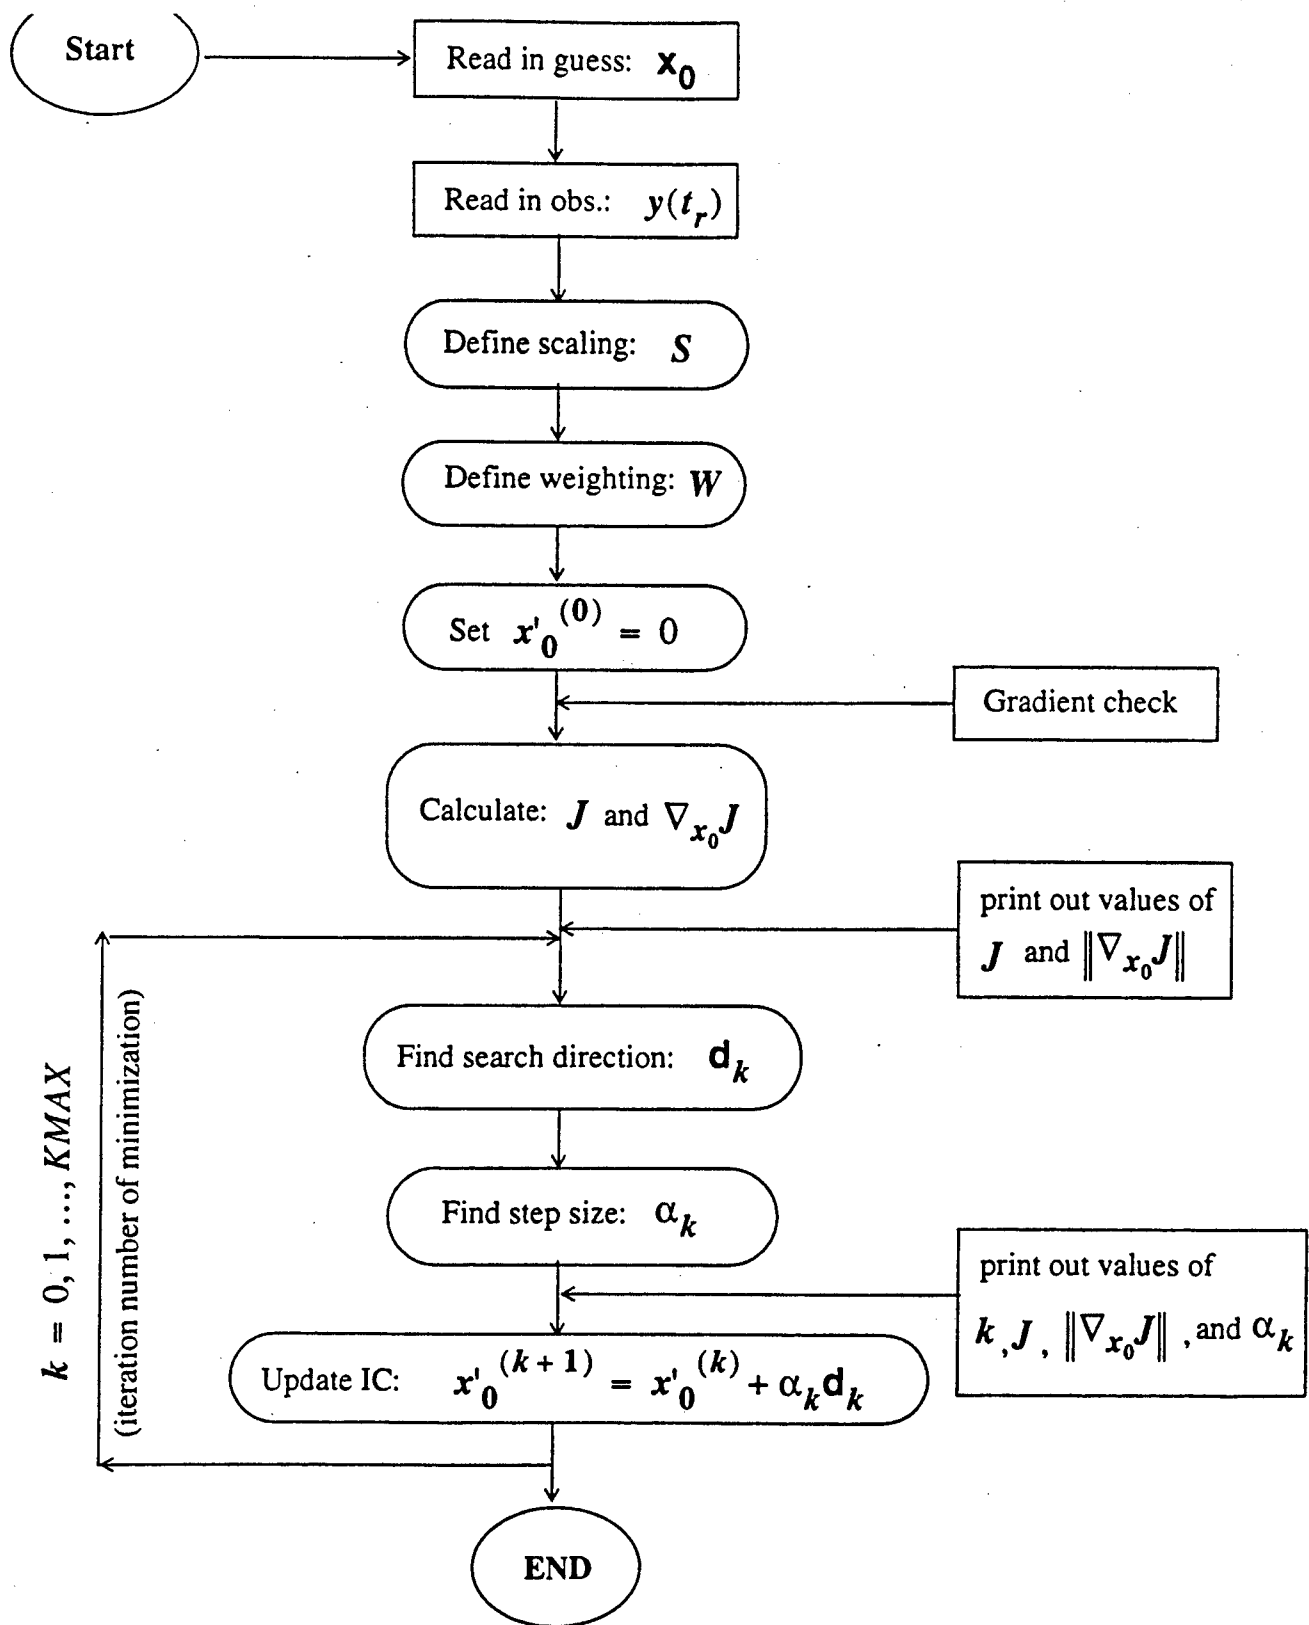 Start
Read in guess: x₀
Read in obs.: y(tᵣ)
Define scaling: S
Define weighting: W
Set x'₀⁽⁰⁾ = 0
Gradient check
Calculate: J and ∇ₓ₀J
print out values of
J and ‖∇ₓ₀J‖
Find search direction: dₖ
Find step size: αₖ
print out values of
k, J, ‖∇ₓ₀J‖, and αₖ
Update IC: x'₀⁽ᵏ⁺¹⁾ = x'₀⁽ᵏ⁾ + αₖdₖ
k = 0, 1, ..., KMAX
(iteration number of minimization)
END